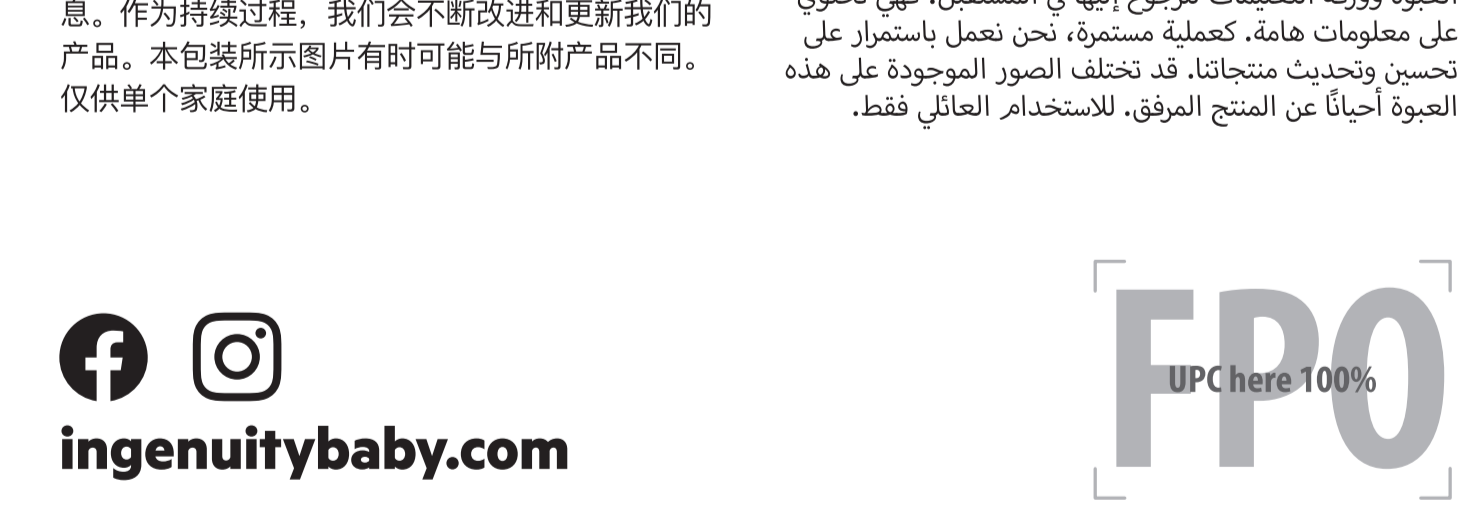 息。作为持续过程，我们会不断改进和更新我们的
产品。本包装所示图片有时可能与所附产品不同。
仅供单个家庭使用。
على معلومات هامة. كعملية مستمرة، نحن نعمل باستمرار على
تحسين وتحديث منتجاتنا. قد تختلف الصور الموجودة على هذه
العبوة أحيانًا عن المنتج المرفق. للاستخدام العائلي فقط.
ingenuitybaby.com
FPO
UPC here 100%